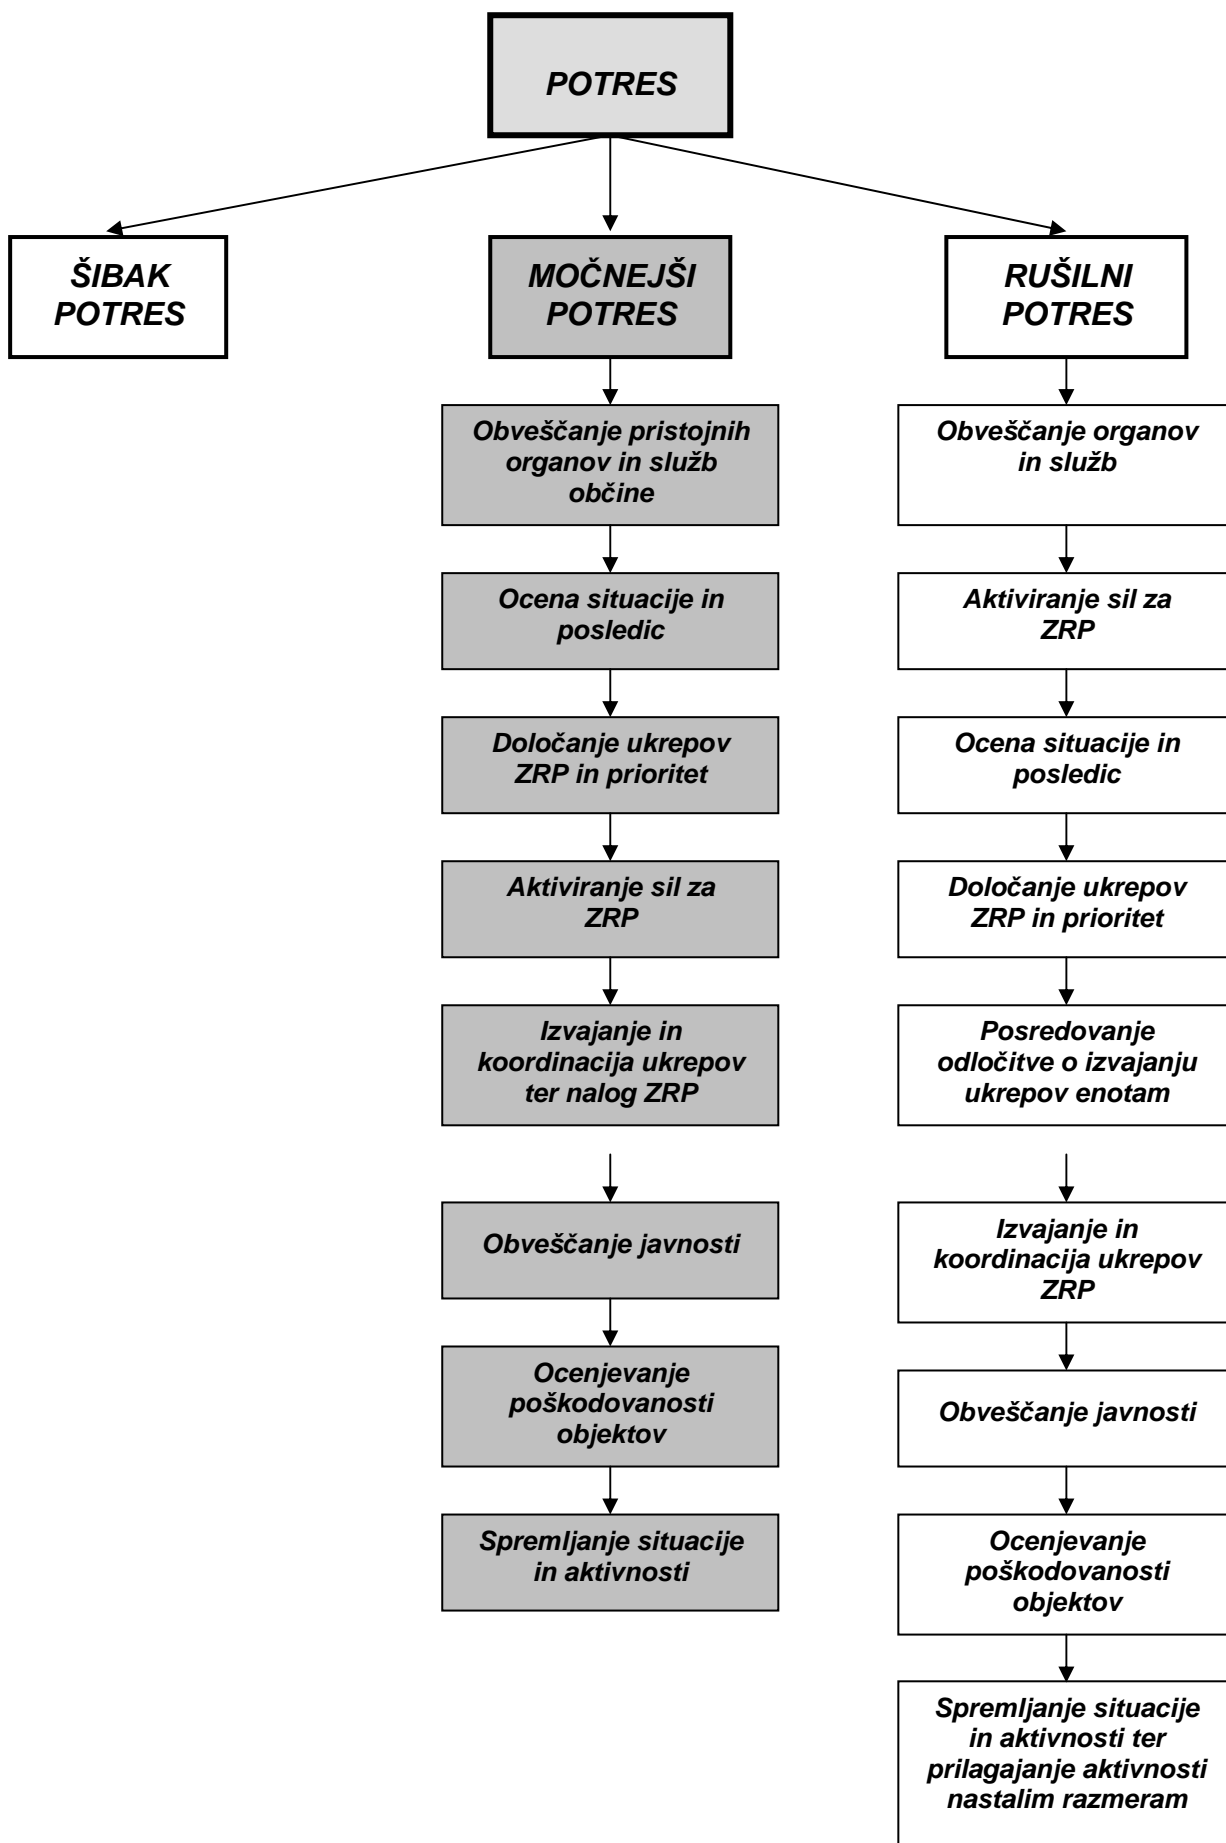 POTRES
ŠIBAK
POTRES
MOČNEJŠI
POTRES
RUŠILNI
POTRES
Obveščanje pristojnih
organov in služb
občine
Ocena situacije in
posledic
Določanje ukrepov
ZRP in prioritet
Aktiviranje sil za
ZRP
Izvajanje in
koordinacija ukrepov
ter nalog ZRP
Obveščanje javnosti
Ocenjevanje
poškodovanosti
objektov
Spremljanje situacije
in aktivnosti
Obveščanje organov
in služb
Aktiviranje sil za
ZRP
Ocena situacije in
posledic
Določanje ukrepov
ZRP in prioritet
Posredovanje
odločitve o izvajanju
ukrepov enotam
Izvajanje in
koordinacija ukrepov
ZRP
Obveščanje javnosti
Ocenjevanje
poškodovanosti
objektov
Spremljanje situacije
in aktivnosti ter
prilagajanje aktivnosti
nastalim razmeram